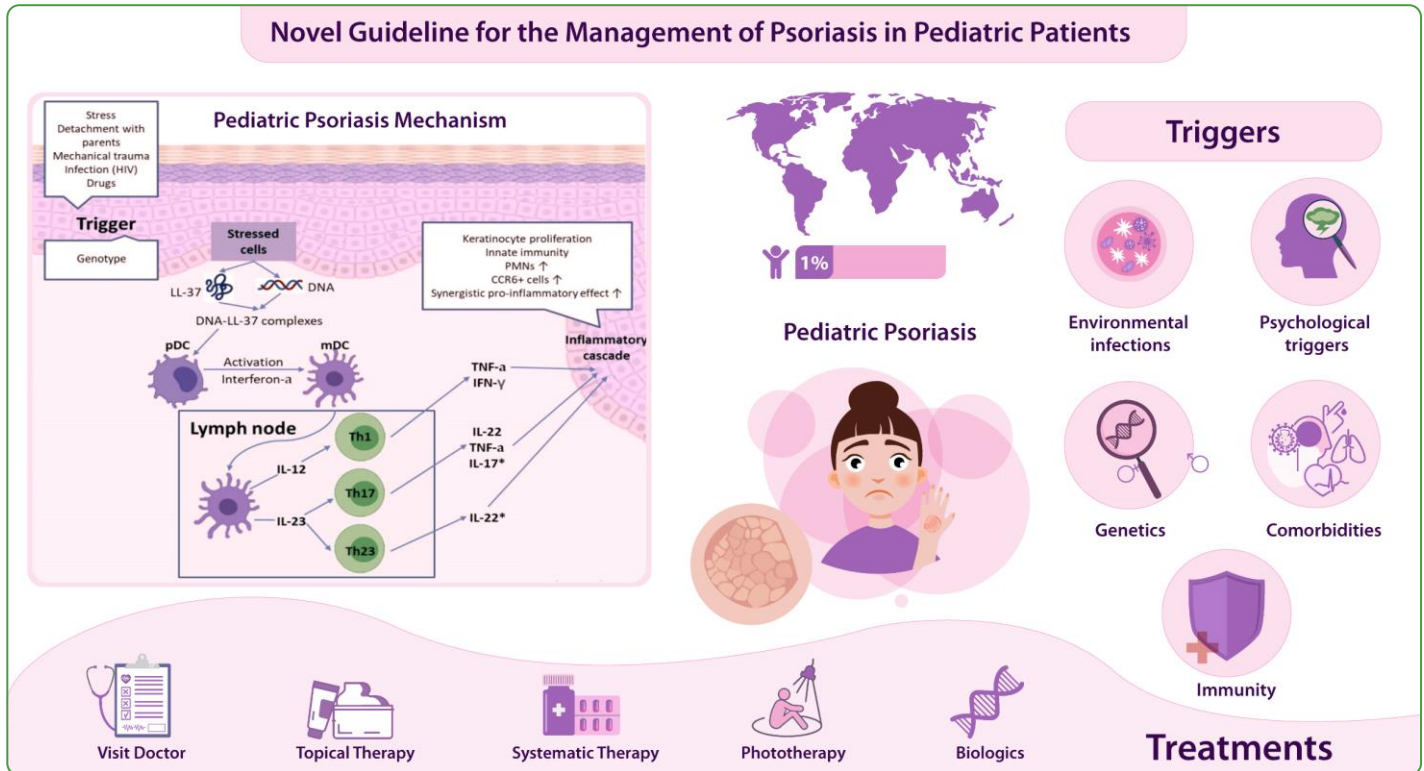 Novel Guideline for the Management of Psoriasis in Pediatric Patients
Pediatric Psoriasis Mechanism
Stress
Detachment with
parents
Mechanical trauma
Infection (HIV)
Drugs
Trigger
Genotype
Stressed
cells
LL-37
DNA
DNA-LL-37 complexes
pDC
Activation
Interferon-a
mDC
Keratinocyte proliferation
Innate immunity
PMNs ↑
CCR6+ cells ↑
Synergistic pro-inflammatory effect ↑
Inflammatory
cascade
TNF-a
IFN-γ
Lymph node
IL-12
IL-23
Th1
Th17
Th23
IL-22
TNF-a
IL-17*
IL-22*
1%
Pediatric Psoriasis
Triggers
Environmental
infections
Psychological
triggers
Genetics
Comorbidities
Immunity
Visit Doctor
Topical Therapy
Systematic Therapy
Phototherapy
Biologics
Treatments